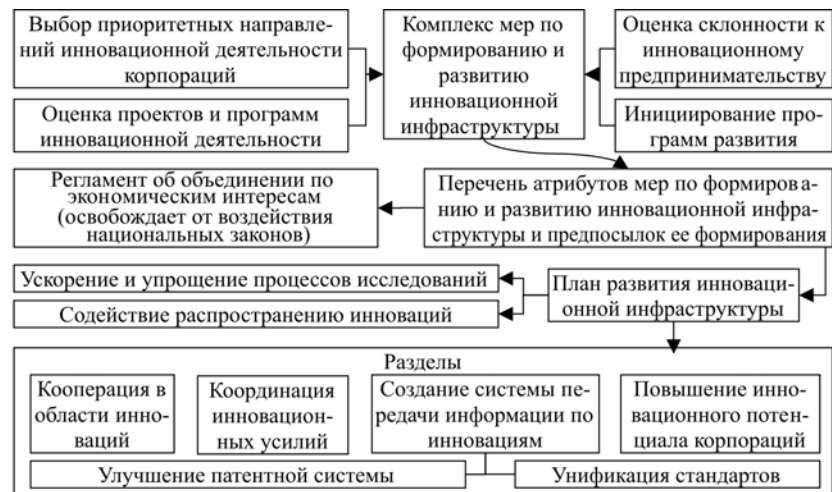 Выбор приоритетных направле-
ний инновационной деятельности
корпораций
Оценка проектов и программ
инновационной деятельности
Комплекс мер по
формированию и
развитию
инновационной
инфраструктуры
Оценка склонности к
инновационному
предпринимательству
Инициирование про-
грамм развития
Регламент об объединении по
экономическим интересам
(освобождает от воздействия
национальных законов)
Перечень атрибутов мер по формирова-
нию и развитию инновационной инфра-
структуры и предпосылок ее формирования
Ускорение и упрощение процессов исследований
Содействие распространению инноваций
План развития инноваци-
онной инфраструктуры
Разделы
Кооперация в
области инно-
ваций
Координация
инновацион-
ных усилий
Создание системы пе-
редачи информации по
инновациям
Повышение инно-
вационного потен-
циала корпораций
Улучшение патентной системы
Унификация стандартов